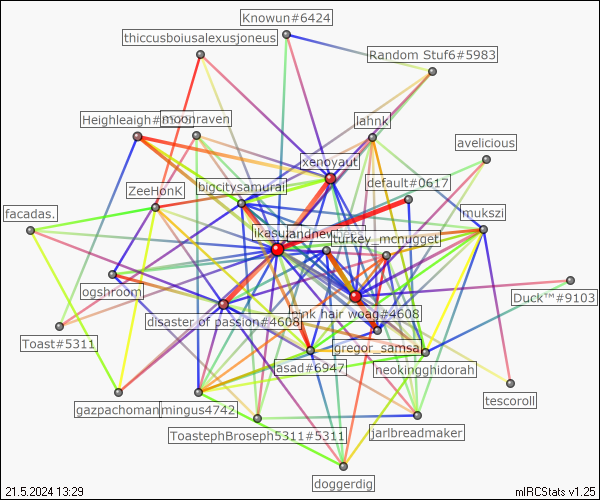 Knowun#6424
thiccusboiusalexusjoneus
Random Stuf6#5983
Heighleaigh#
moonraven
lahnk
avelicious
xenoyaut
ZeeHonK
bigcitysamurai
default#0617
facadas.
ikasu
mukszi
turkey_mcnugget
ogshroom
Duck™#9103
disaster of passion#4608
pink hair woag#4608
Toast#5311
gregor_samsa
asad#6947
neokingghidorah
tescoroll
gazpachoman
mingus4742
ToastephBroseph5311#5311
jarlbreadmaker
doggerdig
21.5.2024 13:29
mIRCStats v1.25